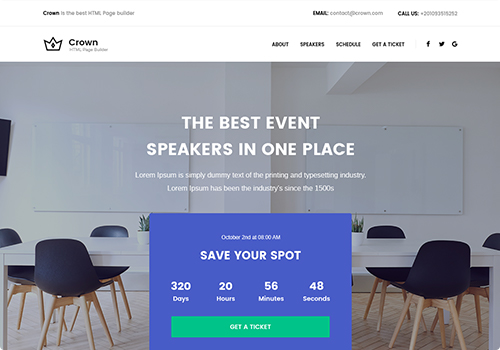 Crown is the best HTML Page builder
EMAIL: contact@crown.com
CALL US: +201093515252
Crown
HTML Page Builder
ABOUT
SPEAKERS
SCHEDULE
GET A TICKET
THE BEST EVENT
SPEAKERS IN ONE PLACE
Lorem Ipsum is simply dummy text of the printing and typesetting industry.
Lorem Ipsum has been the industry's since the 1500s
October 2nd at 08:00 AM
SAVE YOUR SPOT
320 20 56 48
Days Hours Minutes Seconds
GET A TICKET